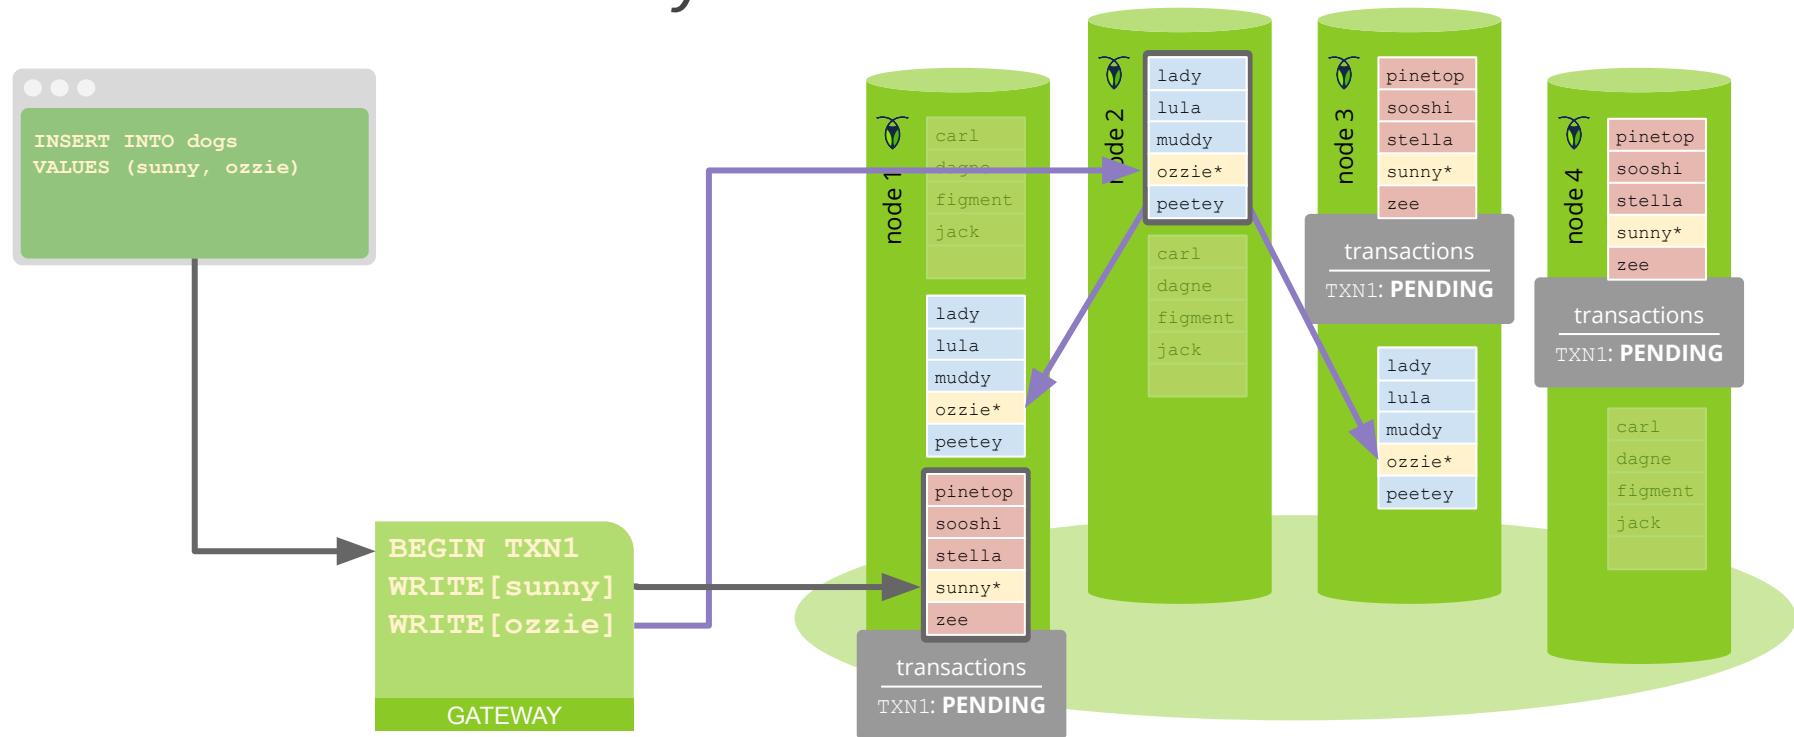 INSERT INTO dogs
VALUES (sunny, ozzie)
BEGIN TXN1
WRITE[sunny]
WRITE[ozzie]
GATEWAY
node 1
carl
dagne
figment
jack
lady
lula
muddy
ozzie*
peetey
pinetop
sooshi
stella
sunny*
zee
transactions
TXN1: PENDING
node 2
lady
lula
muddy
ozzie*
peetey
carl
dagne
figment
jack
node 3
pinetop
sooshi
stella
sunny*
zee
transactions
TXN1: PENDING
lady
lula
muddy
ozzie*
peetey
node 4
pinetop
sooshi
stella
sunny*
zee
transactions
TXN1: PENDING
carl
dagne
figment
jack